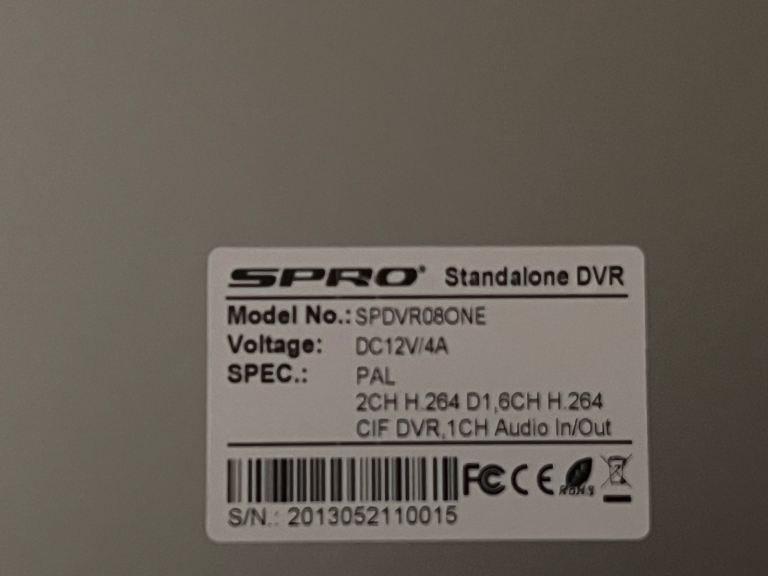 SPRO® Standalone DVR
Model No.: SPDVR08ONE
Voltage: DC12V/4A
SPEC.: PAL
2CH H.264 D1,6CH H.264
CIF DVR,1CH Audio In/Out
FC CE RoHS
S/N.: 2013052110015